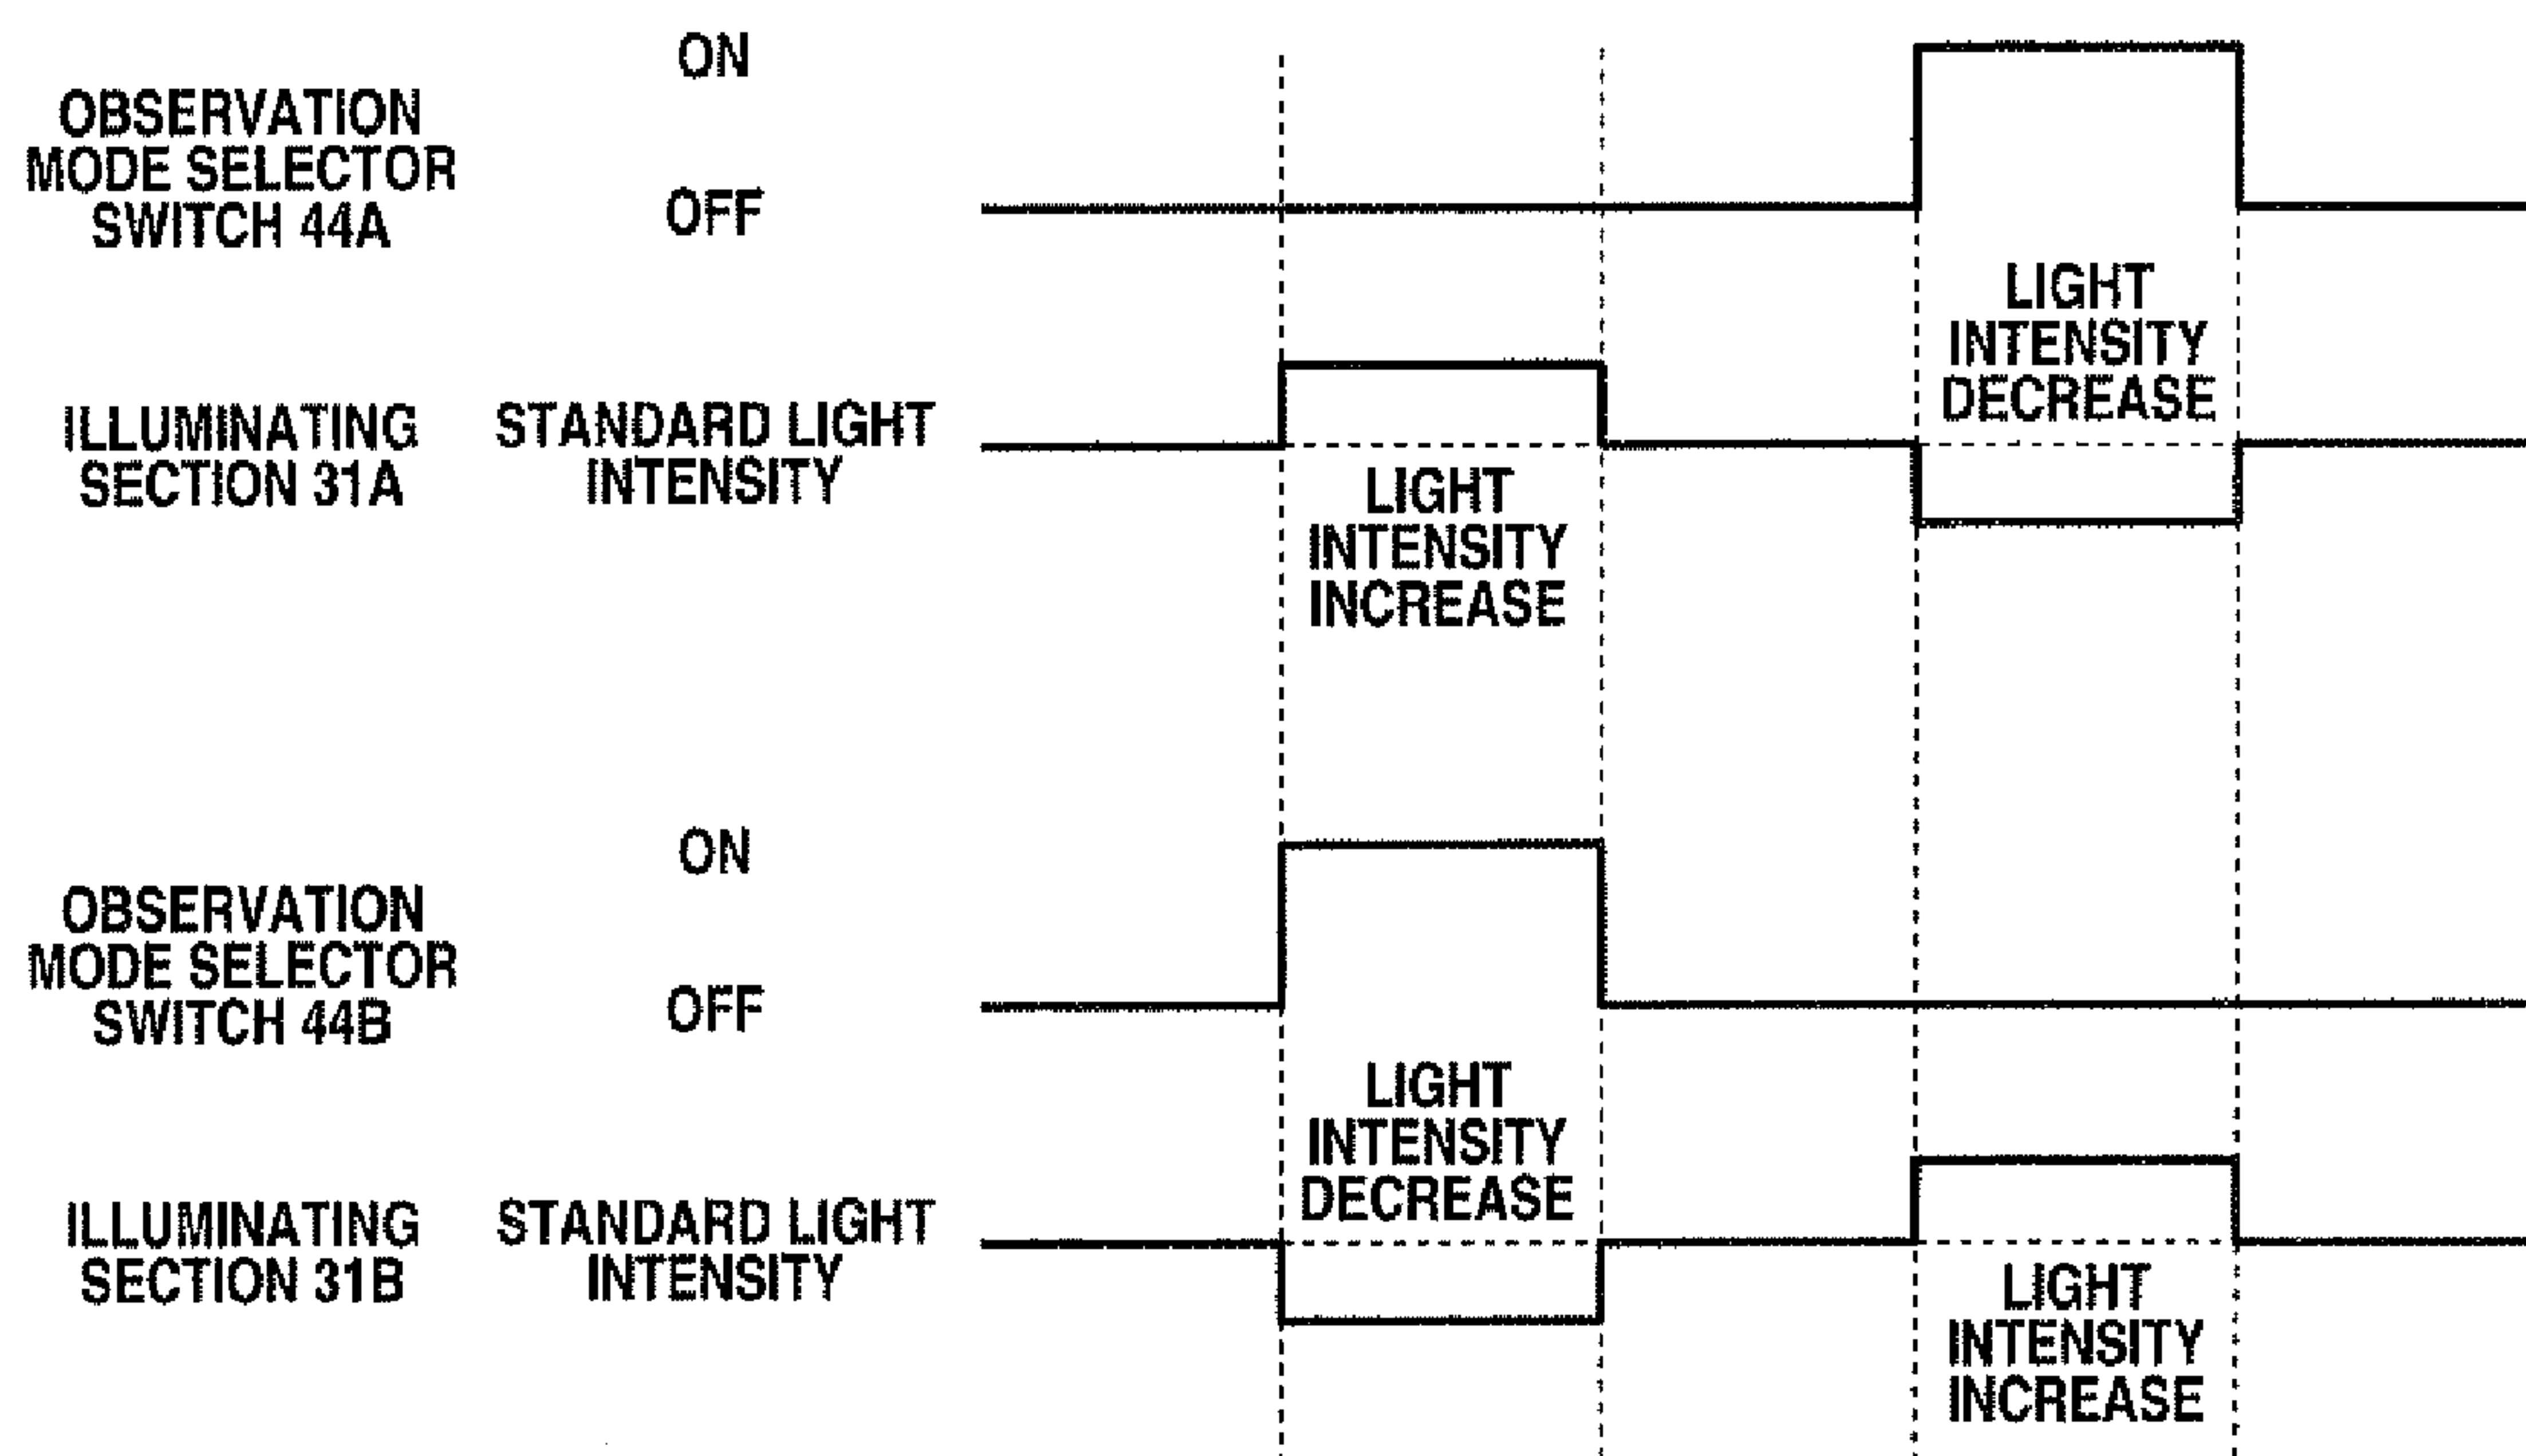 ON
OBSERVATION
MODE SELECTOR
SWITCH 44A
OFF
LIGHT
INTENSITY
DECREASE
ILLUMINATING
SECTION 31A
STANDARD LIGHT
INTENSITY
LIGHT
INTENSITY
INCREASE
ON
OBSERVATION
MODE SELECTOR
SWITCH 44B
OFF
LIGHT
INTENSITY
DECREASE
ILLUMINATING
SECTION 31B
STANDARD LIGHT
INTENSITY
LIGHT
INTENSITY
INCREASE